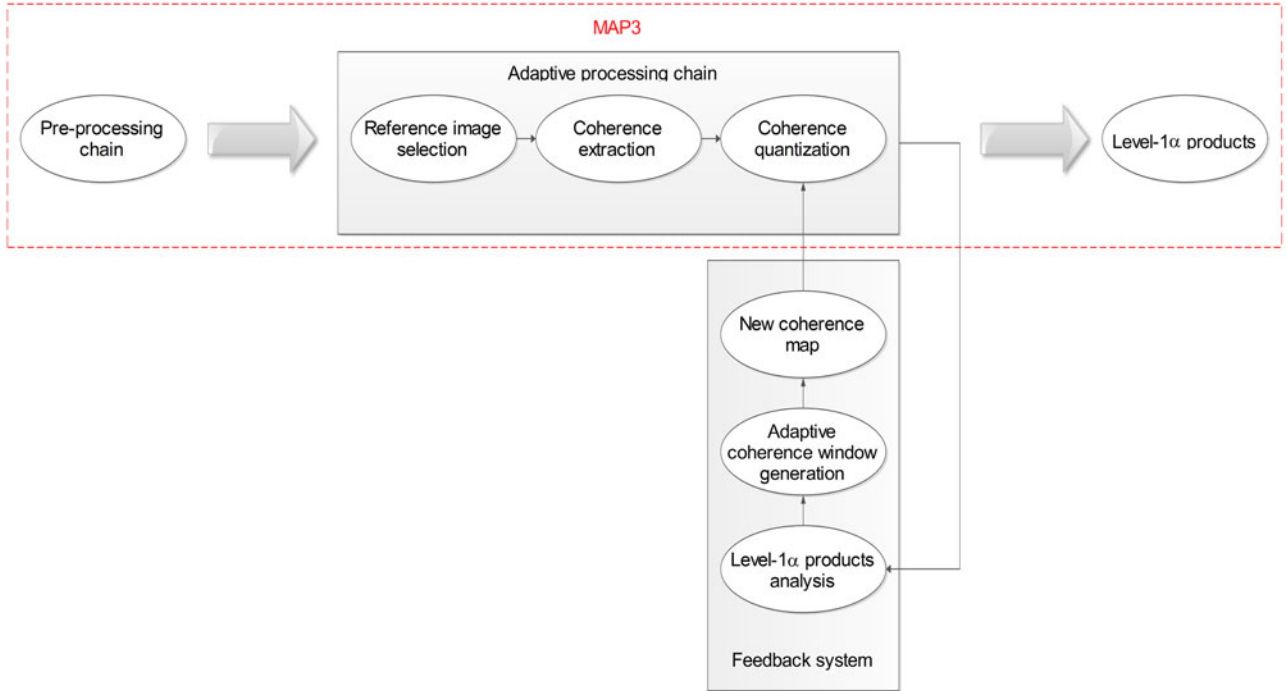 MAP3
Adaptive processing chain
Pre-processing
chain
Reference image
selection
Coherence
extraction
Coherence
quantization
Level-1α products
New coherence
map
Adaptive
coherence window
generation
Level-1α products
analysis
Feedback system